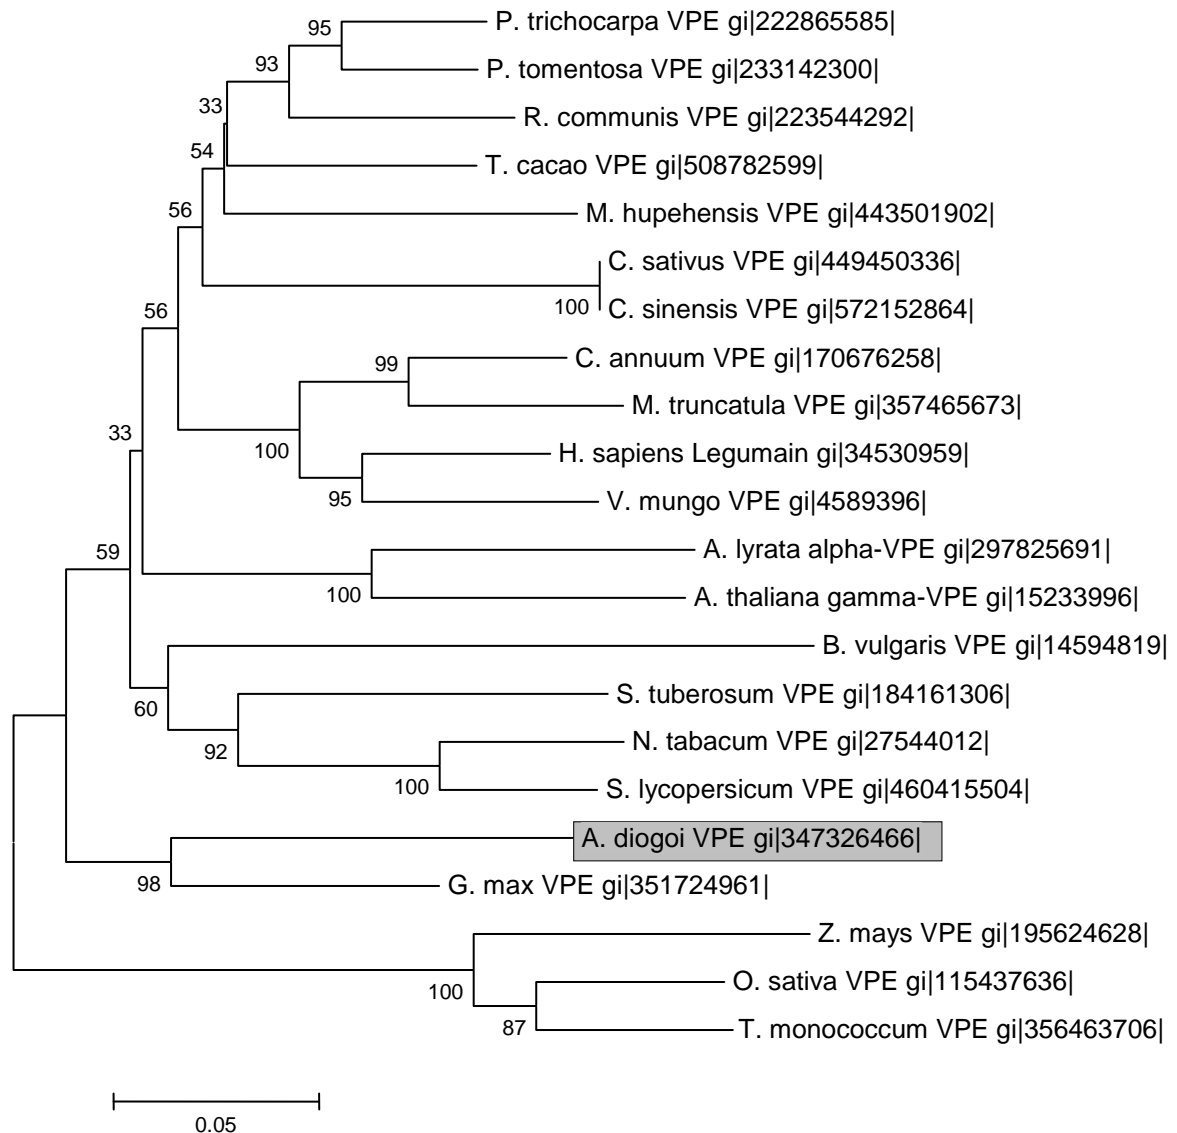 95
P. trichocarpa VPE gi|222865585|
P. tomentosa VPE gi|233142300|
93
R. communis VPE gi|223544292|
33
T. cacao VPE gi|508782599|
54
M. hupehensis VPE gi|443501902|
56
C. sativus VPE gi|449450336|
100
C. sinensis VPE gi|572152864|
56
C. annuum VPE gi|170676258|
99
M. truncatula VPE gi|357465673|
33
100
H. sapiens Legumain gi|34530959|
95
V. mungo VPE gi|4589396|
59
A. lyrata alpha-VPE gi|297825691|
100
A. thaliana gamma-VPE gi|15233996|
B. vulgaris VPE gi|14594819|
60
S. tuberosum VPE gi|184161306|
92
N. tabacum VPE gi|27544012|
100
S. lycopersicum VPE gi|460415504|
A. diogoi VPE gi|347326466|
98
G. max VPE gi|351724961|
Z. mays VPE gi|195624628|
100
O. sativa VPE gi|115437636|
87
T. monococcum VPE gi|356463706|
0.05